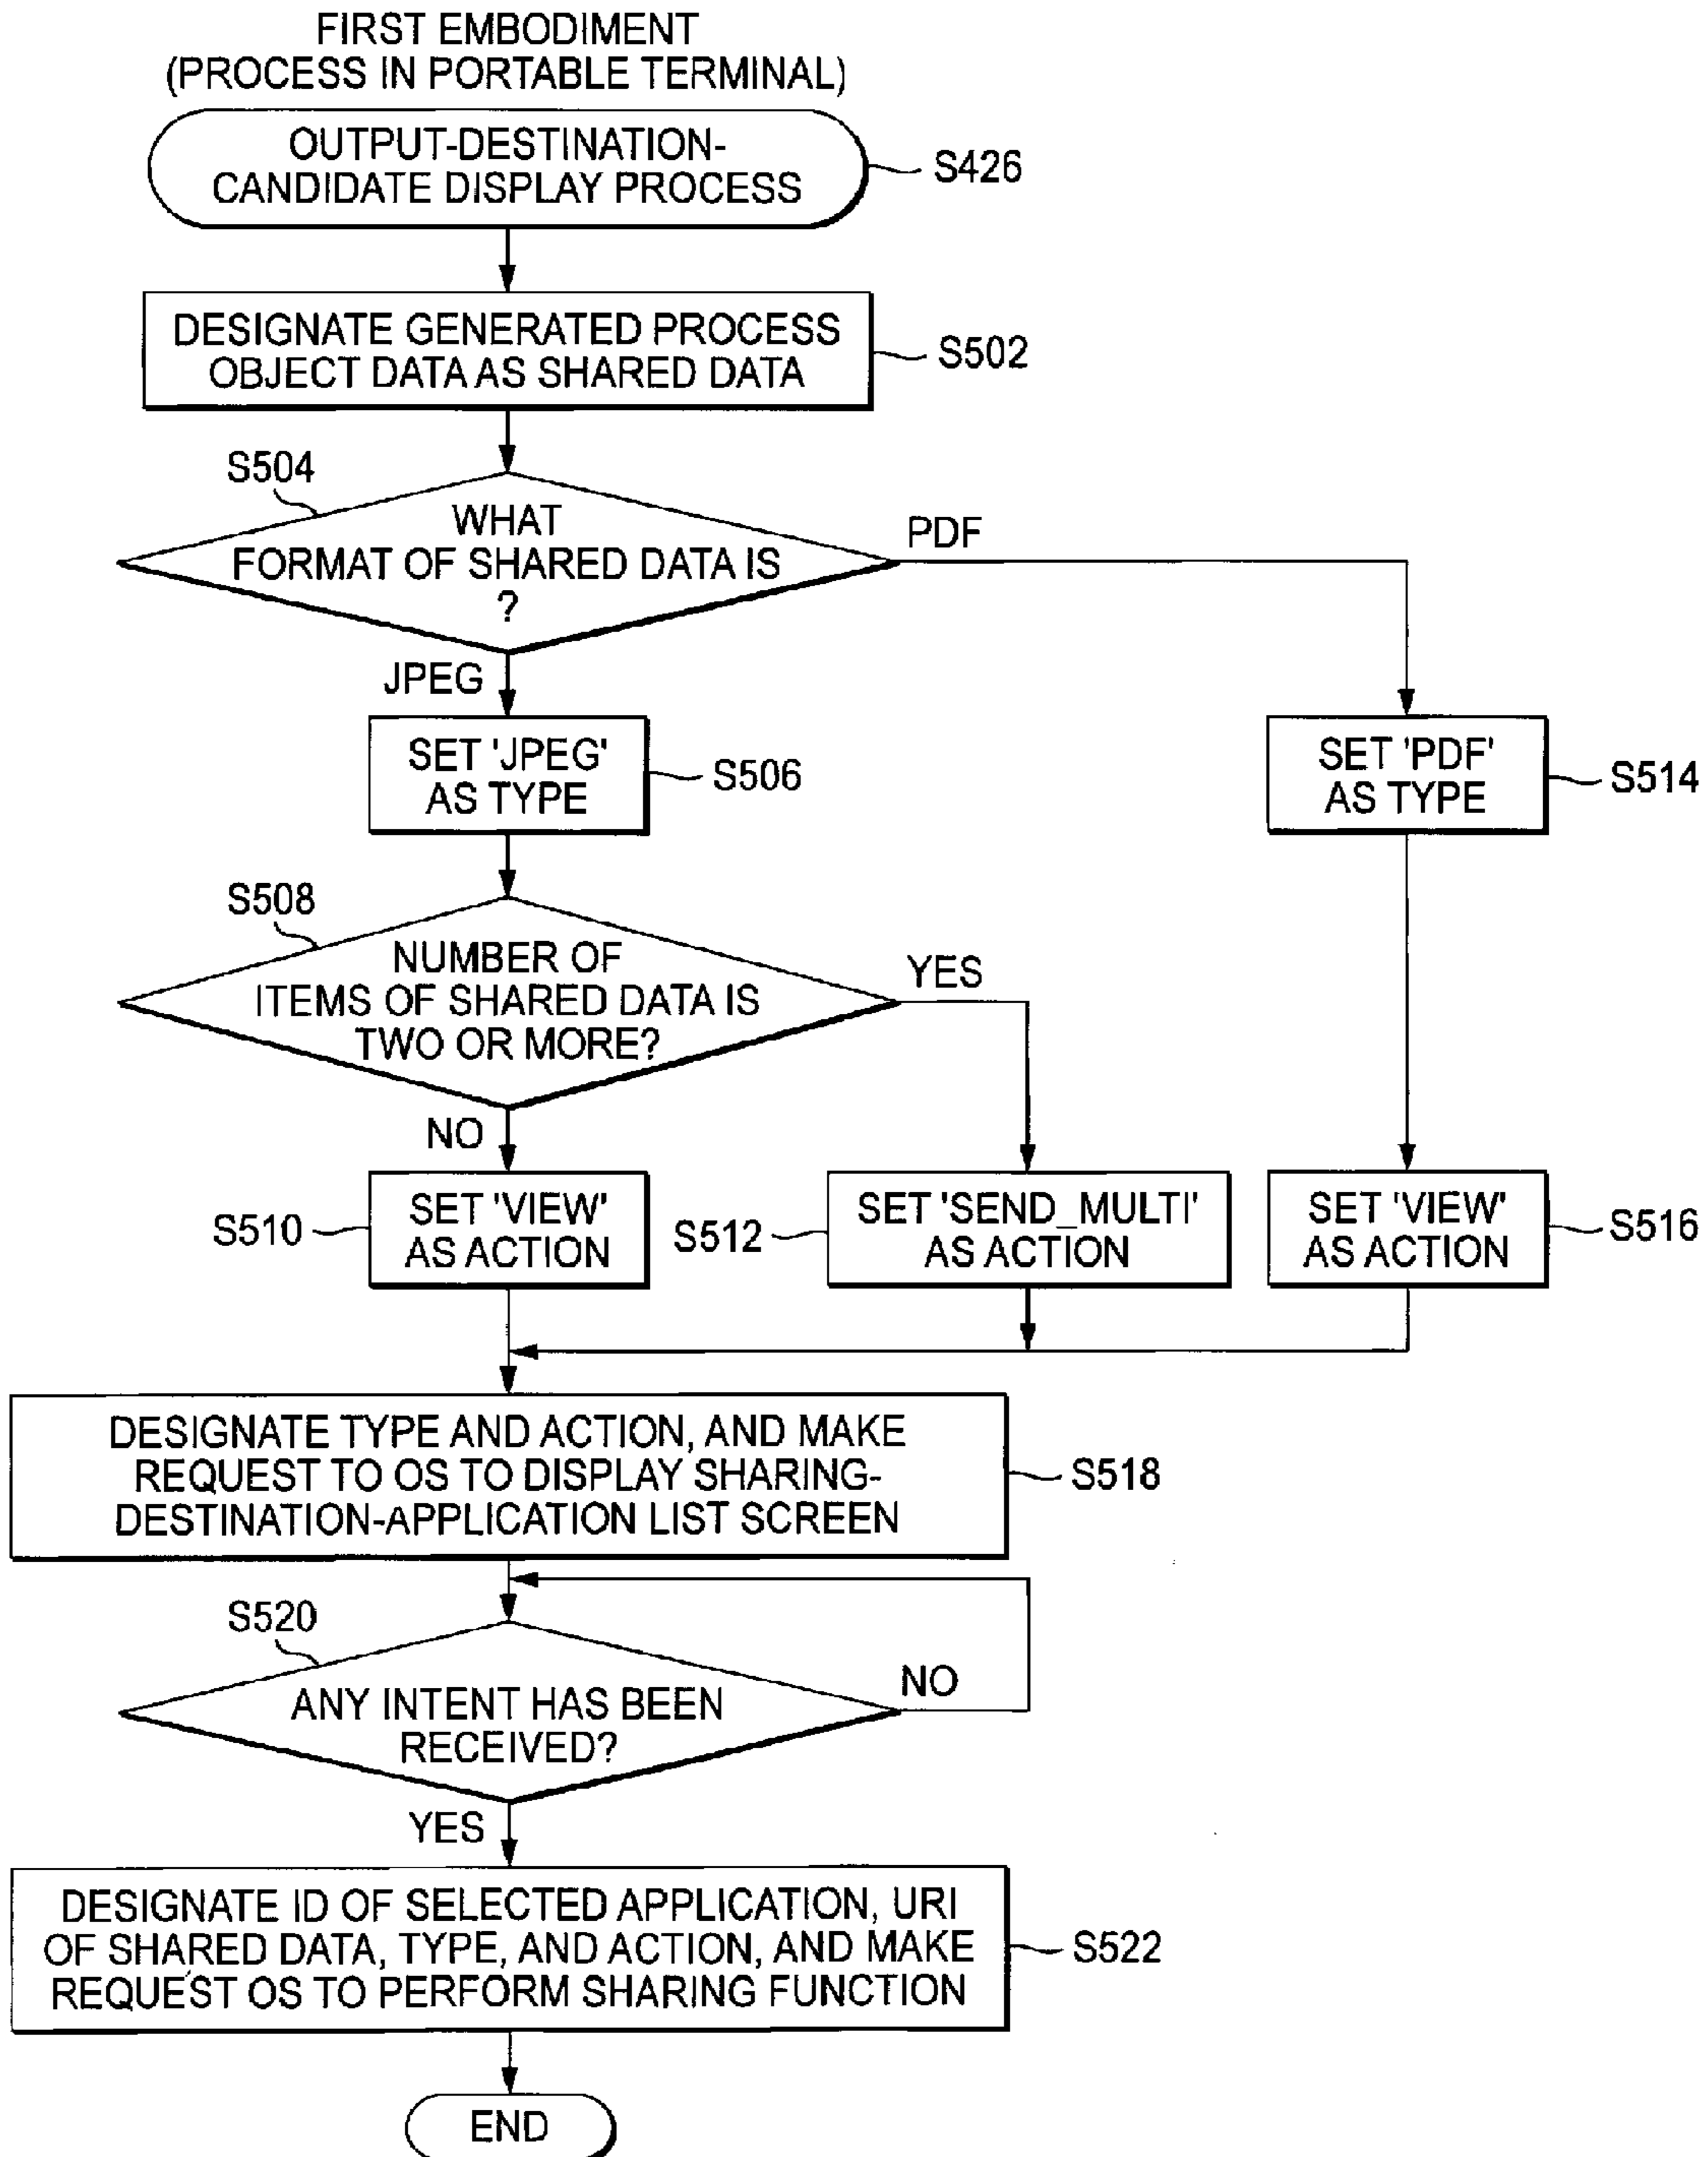 FIRST EMBODIMENT
(PROCESS IN PORTABLE TERMINAL)
OUTPUT-DESTINATION-
CANDIDATE DISPLAY PROCESS
S426
DESIGNATE GENERATED PROCESS
OBJECT DATA AS SHARED DATA
S502
S504
WHAT
FORMAT OF SHARED DATA IS
?
PDF
JPEG
SET 'JPEG'
AS TYPE
S506
SET 'PDF'
AS TYPE
S514
S508
NUMBER OF
ITEMS OF SHARED DATA IS
TWO OR MORE?
YES
NO
S510
SET 'VIEW'
AS ACTION
S512
SET 'SEND_MULTI'
AS ACTION
SET 'VIEW'
AS ACTION
S516
DESIGNATE TYPE AND ACTION, AND MAKE
REQUEST TO OS TO DISPLAY SHARING-
DESTINATION-APPLICATION LIST SCREEN
S518
S520
ANY INTENT HAS BEEN
RECEIVED?
NO
YES
DESIGNATE ID OF SELECTED APPLICATION, URI
OF SHARED DATA, TYPE, AND ACTION, AND MAKE
REQUEST OS TO PERFORM SHARING FUNCTION
S522
END